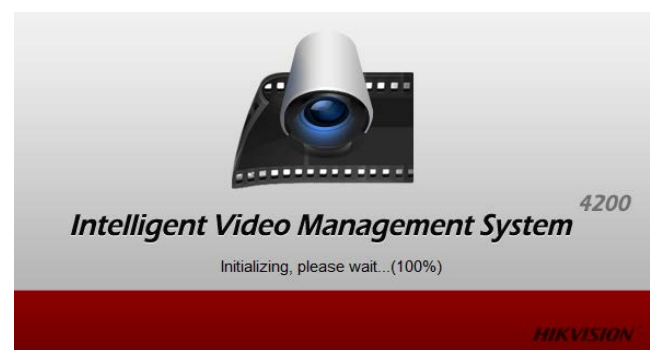 4200
Intelligent Video Management System
Initializing, please wait...(100%)
HIKVISION